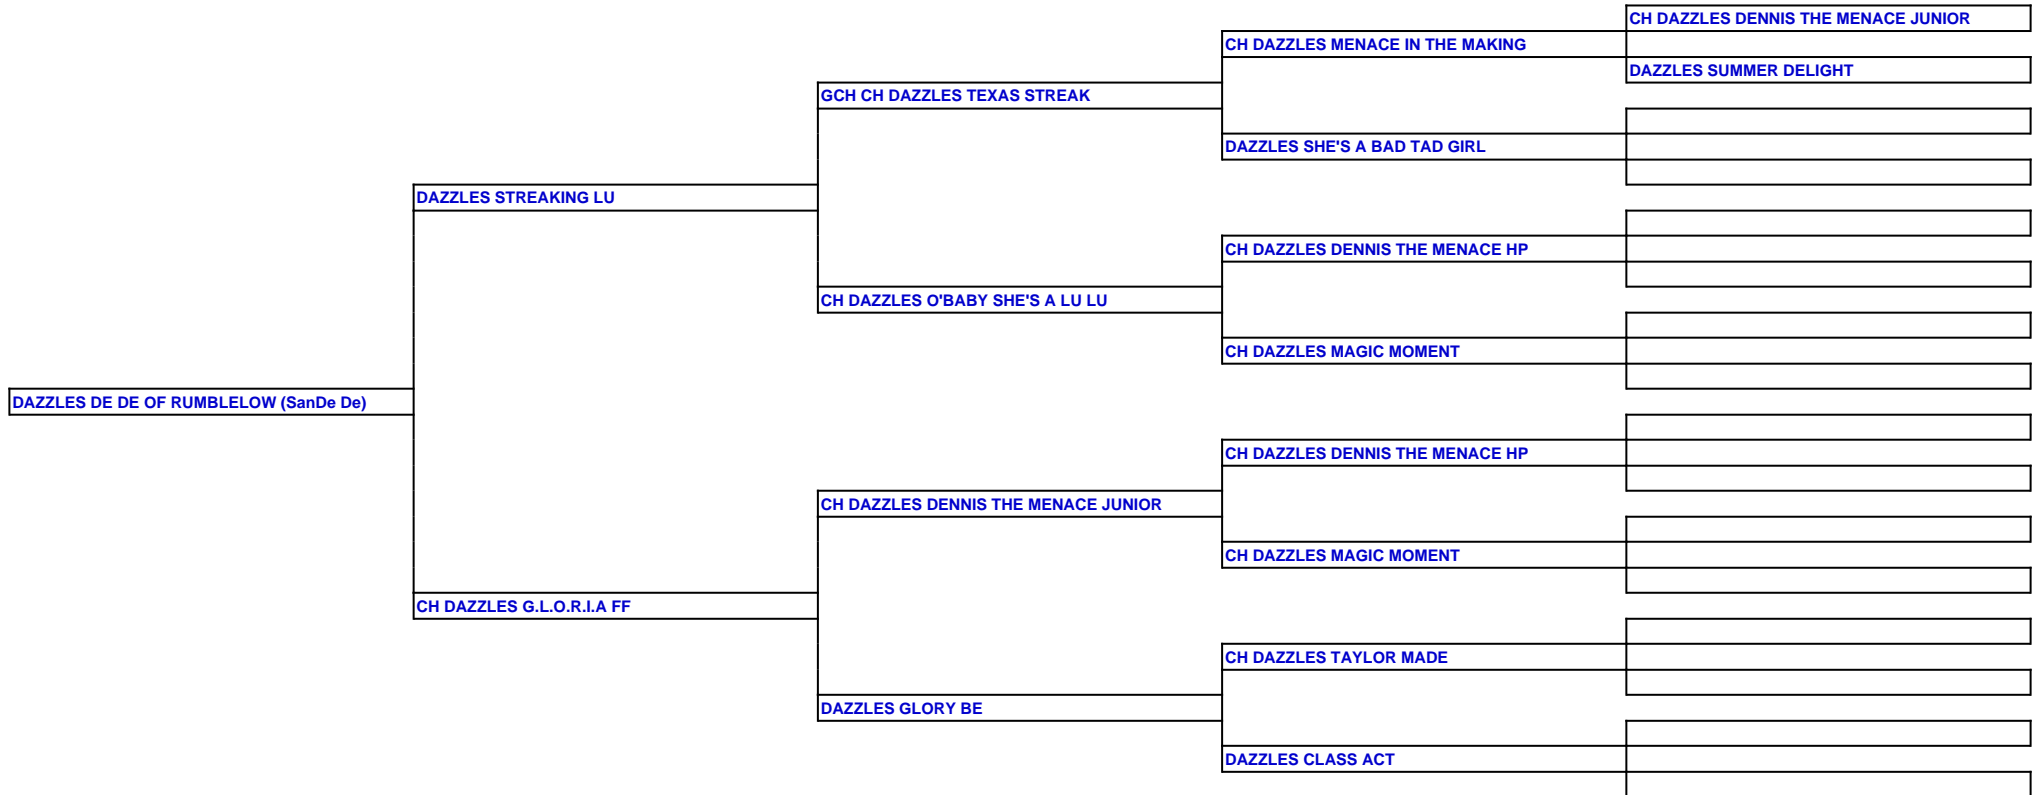 CH DAZZLES DENNIS THE MENACE JUNIOR
CH DAZZLES MENACE IN THE MAKING
DAZZLES SUMMER DELIGHT
GCH CH DAZZLES TEXAS STREAK
DAZZLES SHE'S A BAD TAD GIRL
DAZZLES STREAKING LU
CH DAZZLES DENNIS THE MENACE HP
CH DAZZLES O'BABY SHE'S A LU LU
CH DAZZLES MAGIC MOMENT
DAZZLES DE DE OF RUMBLELOW (SanDe De)
CH DAZZLES DENNIS THE MENACE HP
CH DAZZLES DENNIS THE MENACE JUNIOR
CH DAZZLES MAGIC MOMENT
CH DAZZLES G.L.O.R.I.A FF
CH DAZZLES TAYLOR MADE
DAZZLES GLORY BE
DAZZLES CLASS ACT